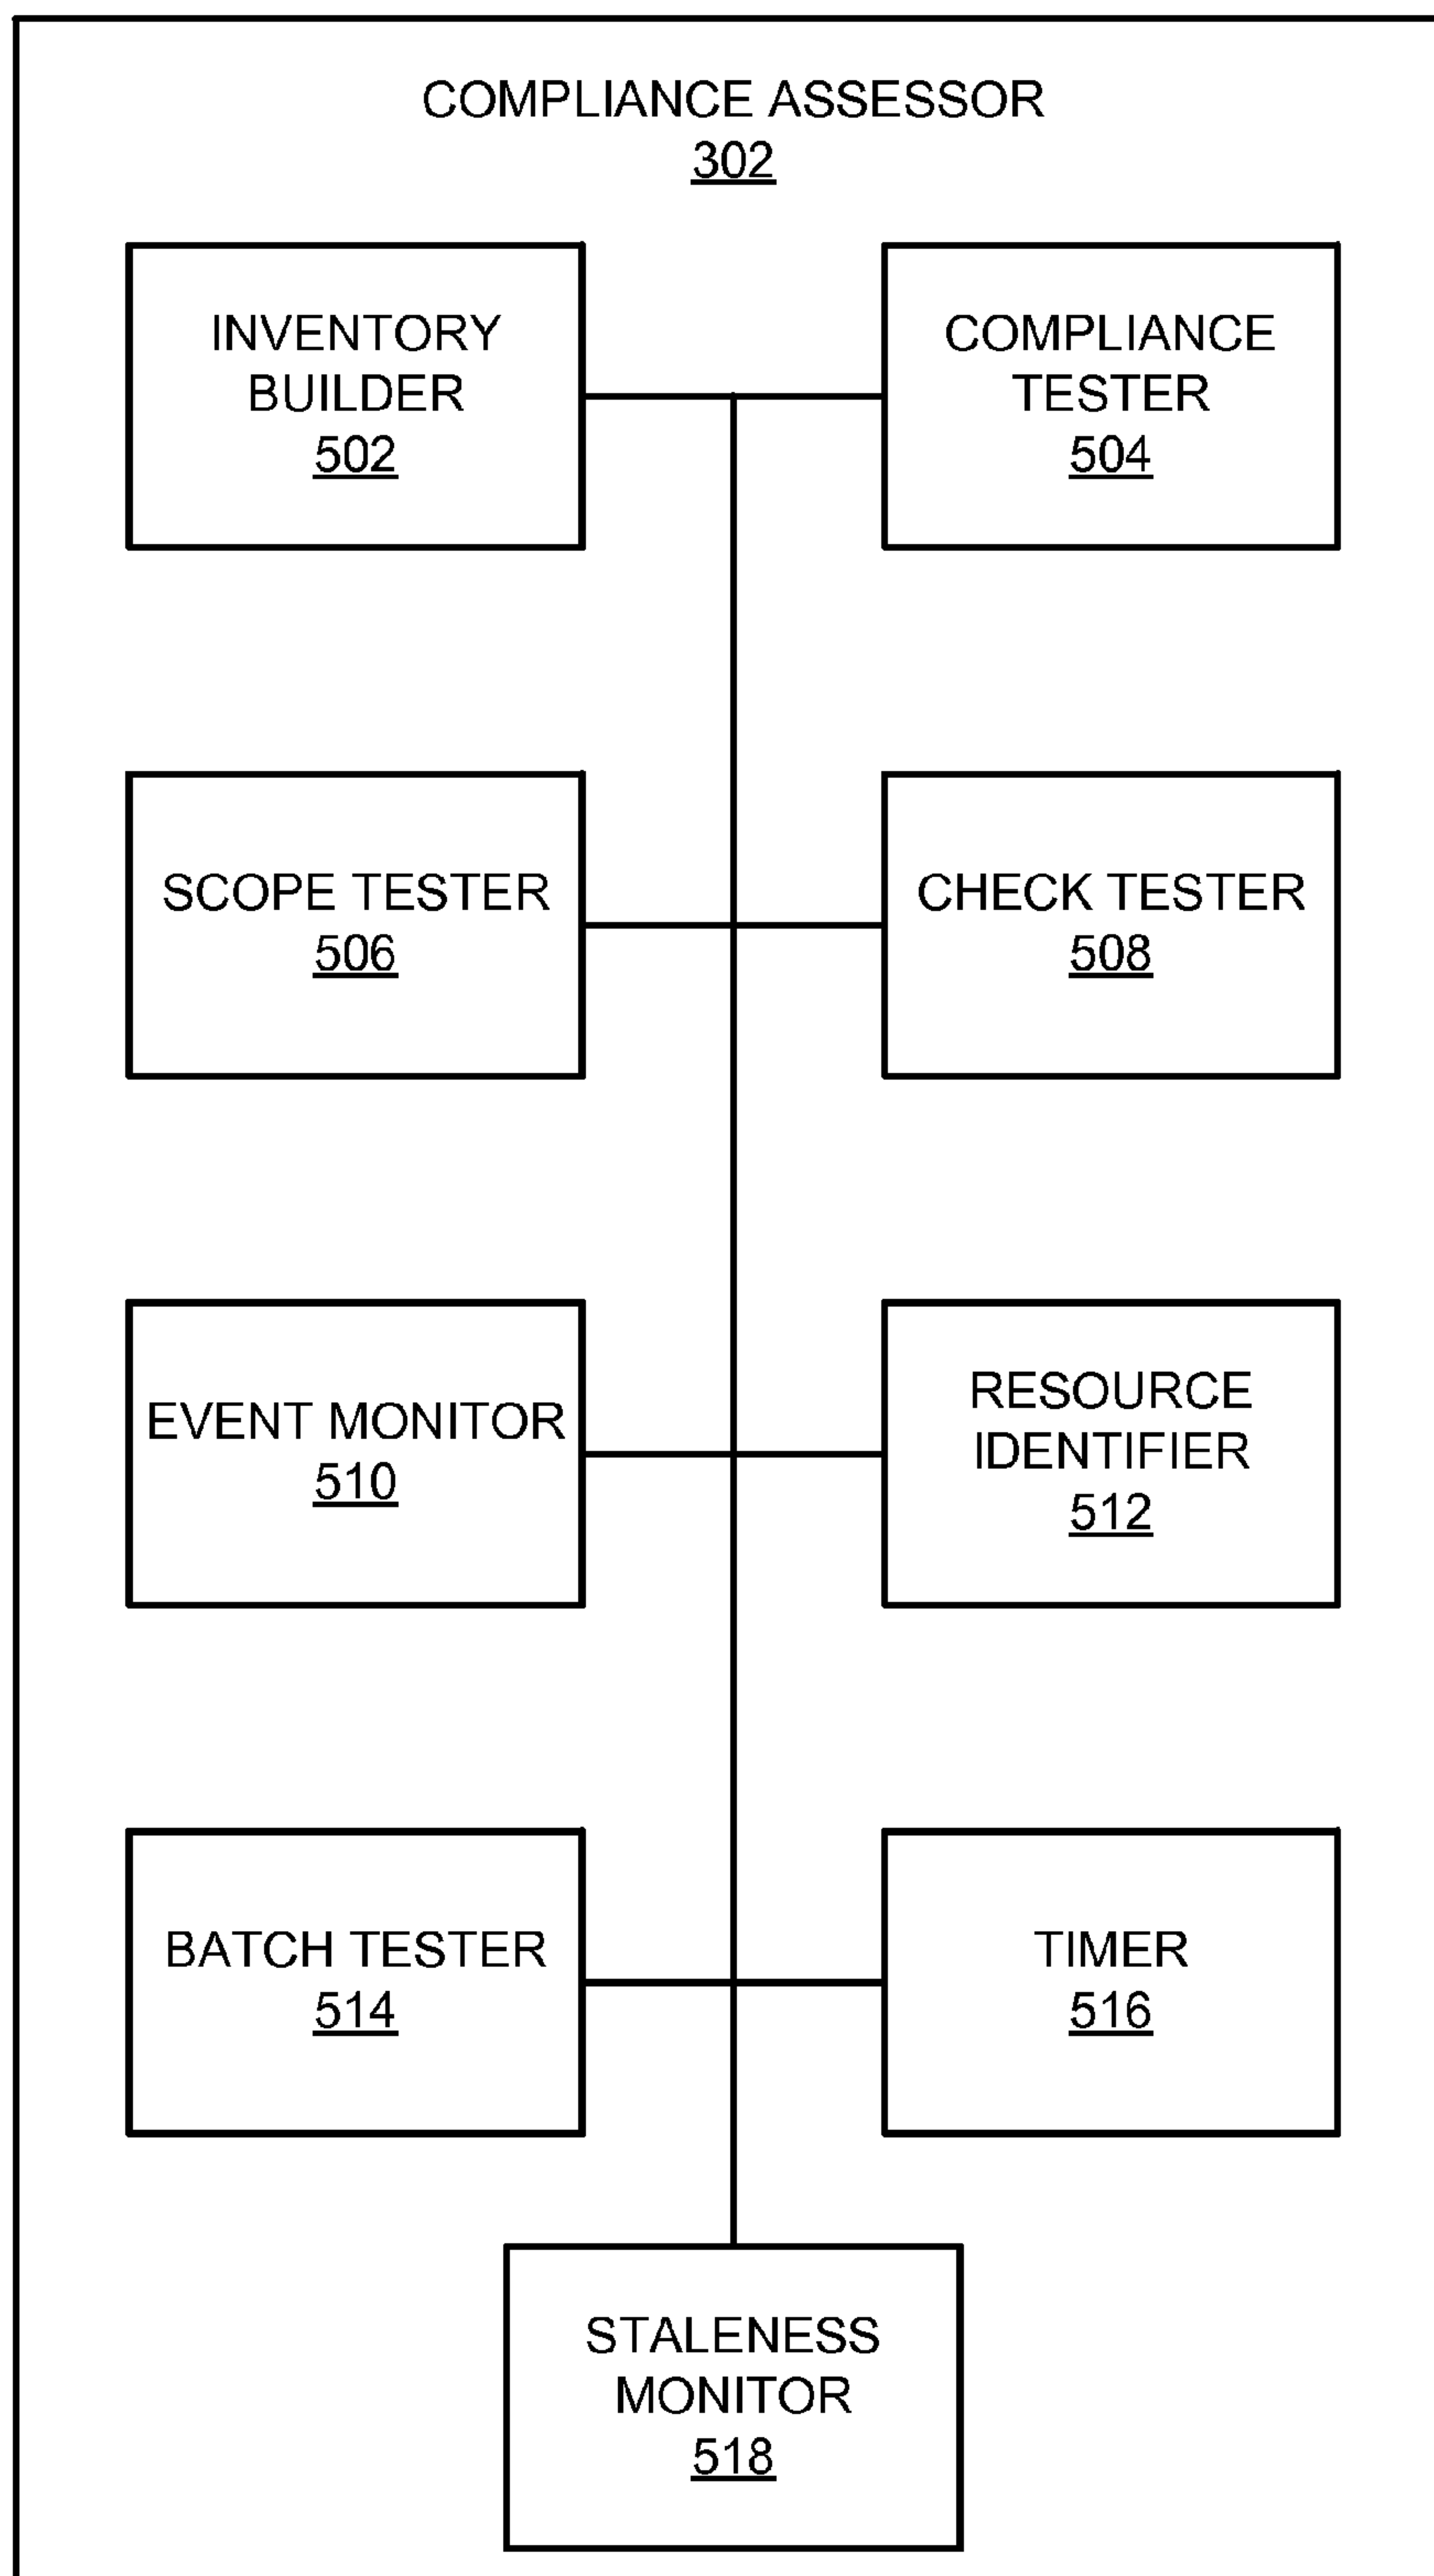 COMPLIANCE ASSESSOR
302
INVENTORY
BUILDER
502
COMPLIANCE
TESTER
504
SCOPE TESTER
506
CHECK TESTER
508
EVENT MONITOR
510
RESOURCE
IDENTIFIER
512
BATCH TESTER
514
TIMER
516
STALENESS
MONITOR
518